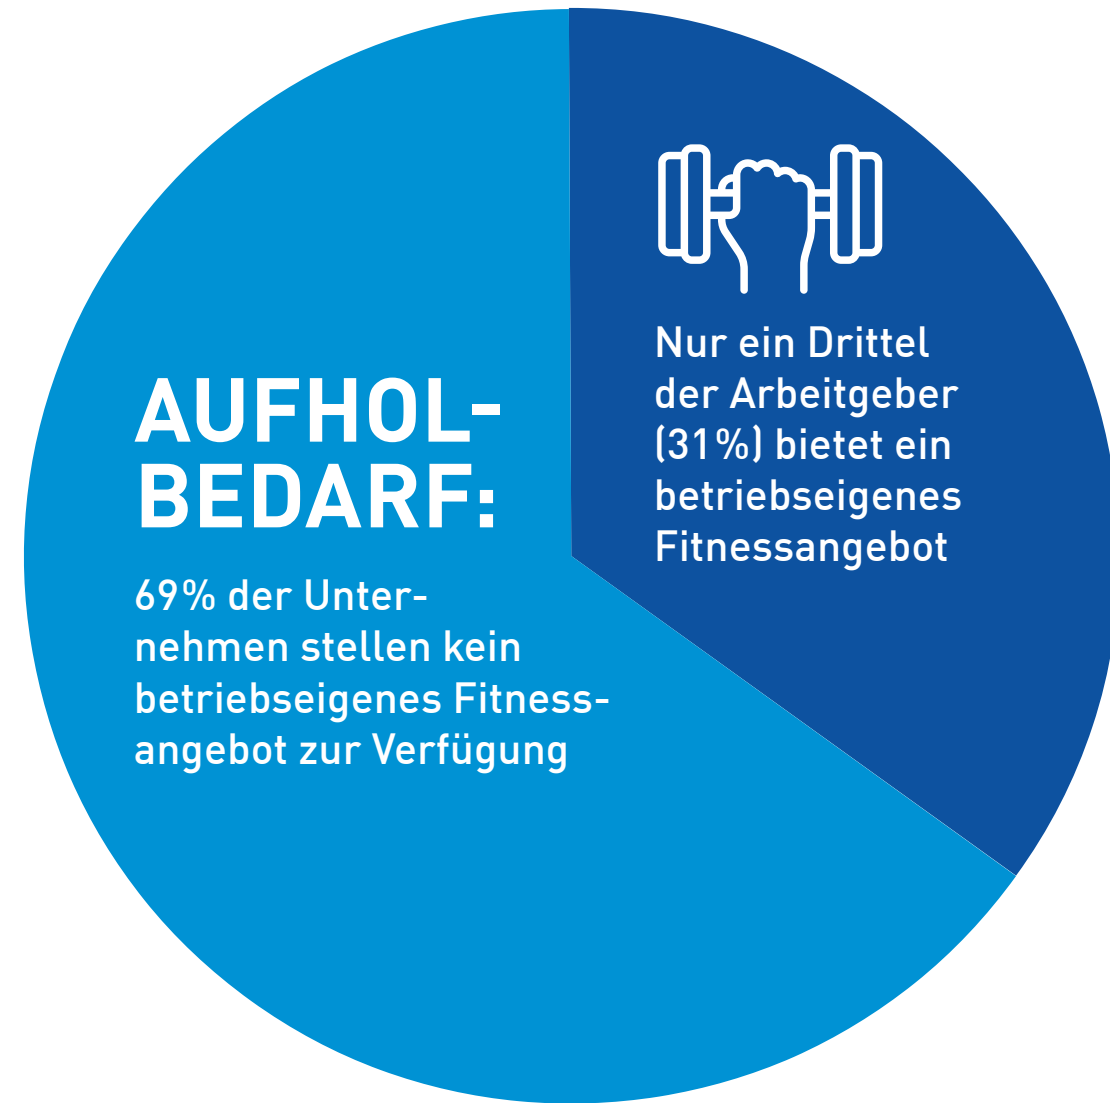 AUFHOL-
BEDARF:
69% der Unter-
nehmen stellen kein
betriebseigenes Fitness-
angebot zur Verfügung
Nur ein Drittel
der Arbeitgeber
(31%) bietet ein
betriebseigenes
Fitnessangebot